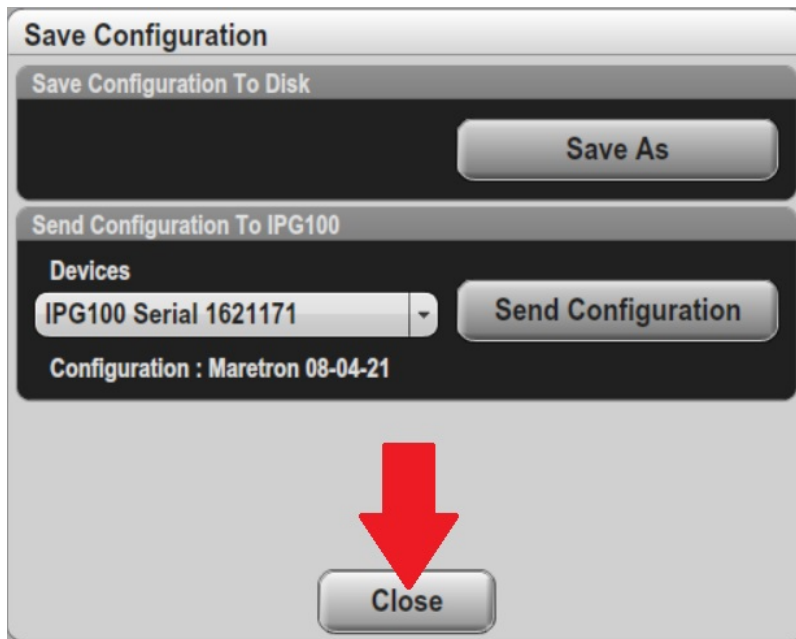 Save Configuration
Save Configuration To Disk
Save As
Send Configuration To IPG100
Devices
IPG100 Serial 1621171
Send Configuration
Configuration : Maretron 08-04-21
Close